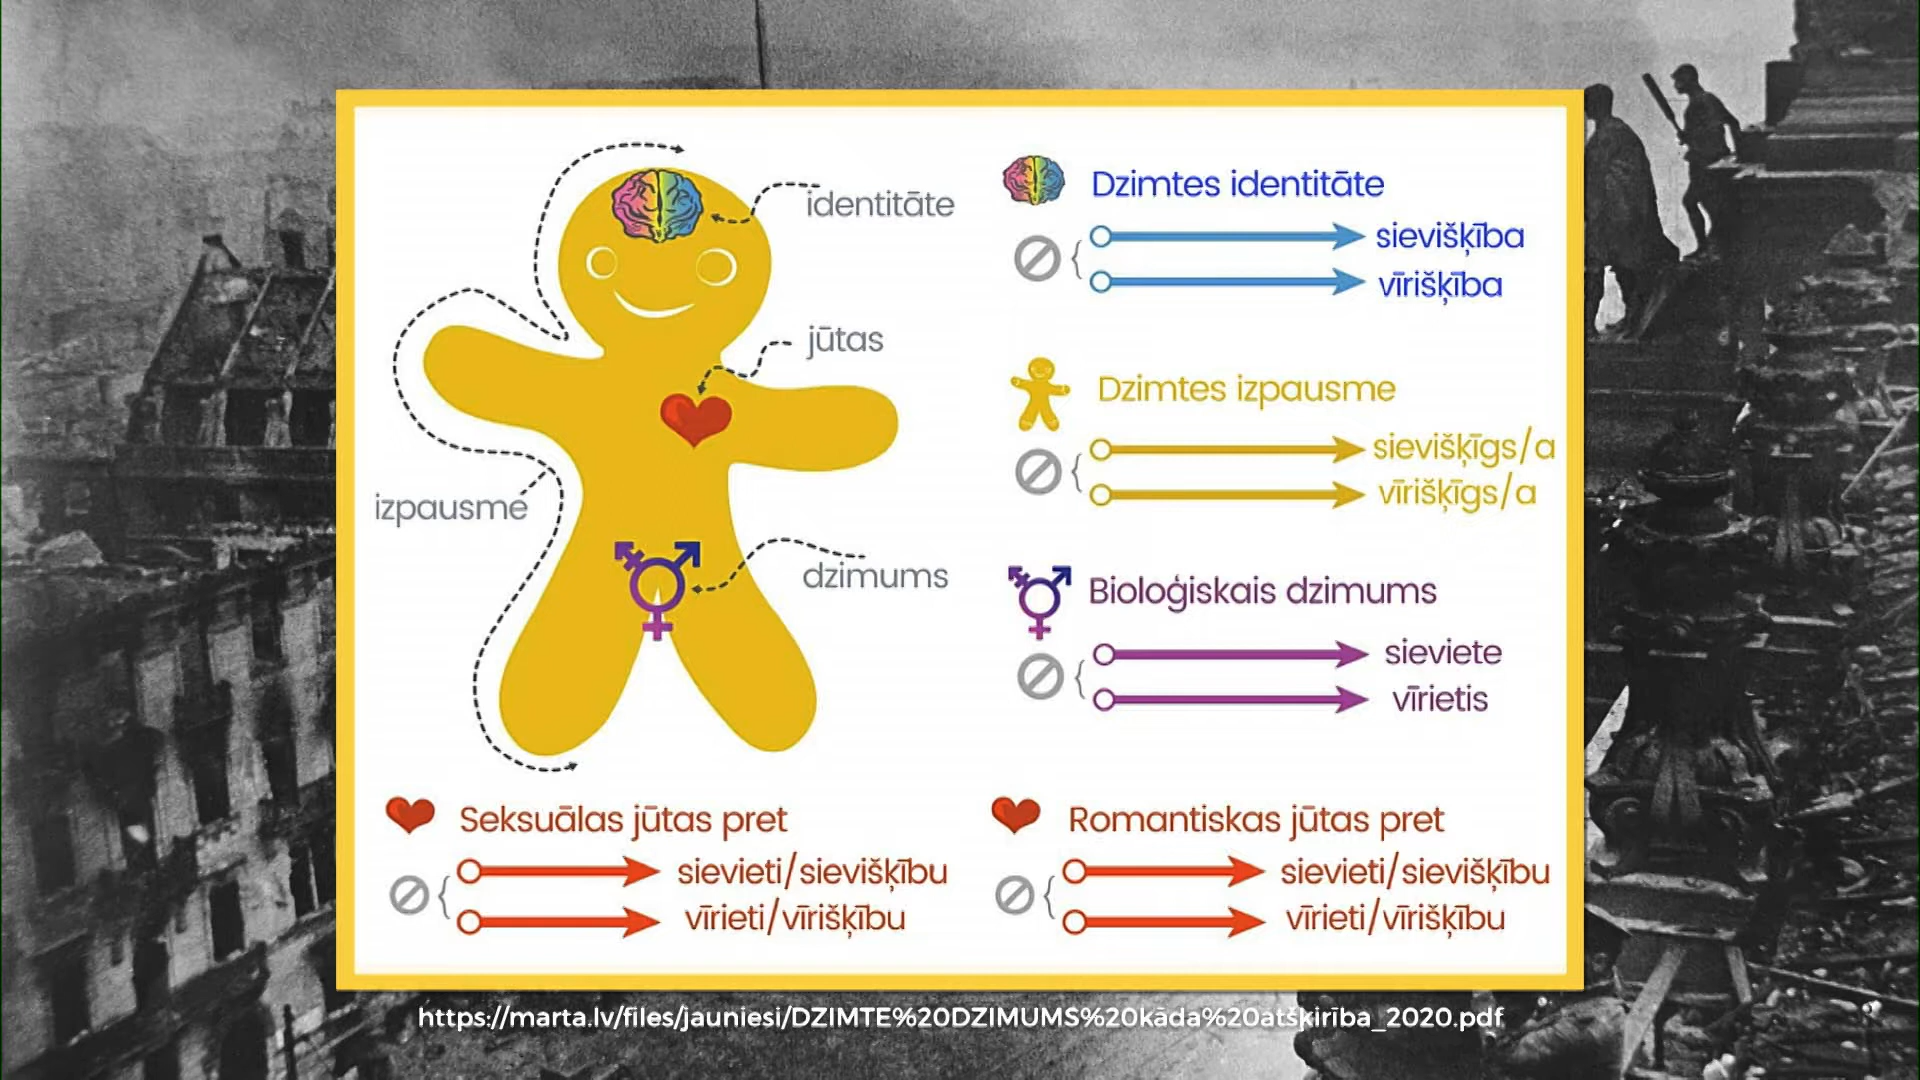 identitāte
jūtas
izpausme
dzimums
Dzimtes identitāte
sievišķība
vīrišķība
Dzimtes izpausme
sievišķīgs/a
vīrišķīgs/a
Bioloģiskais dzimums
sieviete
vīrietis
Seksuālas jūtas pret
sievieti/sievišķību
vīrieti/vīrišķību
Romantiskas jūtas pret
sievieti/sievišķību
vīrieti/vīrišķību
https://marta.lv/files/jauniesi/DZIMTE%20DZIMUMS%20kāda%20atšķirība_2020.pdf